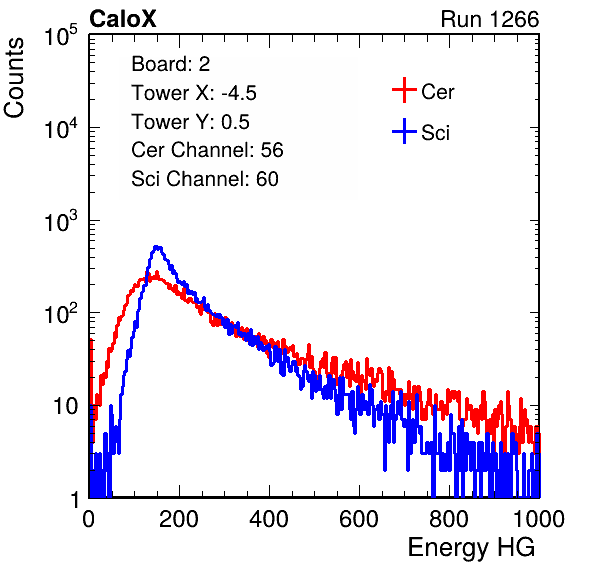 CaloX Run 1266
Counts
10^5
10^4
10^3
10^2
10
1
Board: 2
Tower X: -4.5
Tower Y: 0.5
Cer Channel: 56
Sci Channel: 60
Cer
Sci
0 200 400 600 800 1000
Energy HG